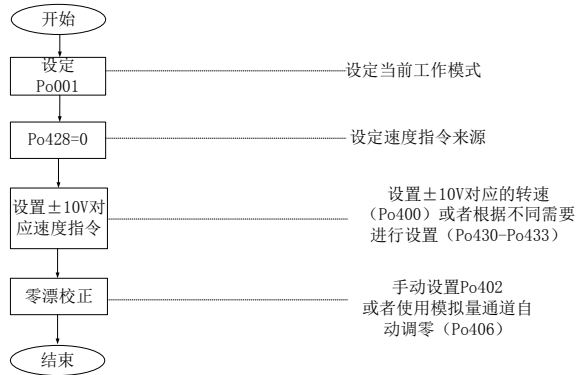 开始
设定
Po001
设定当前工作模式
Po428=0
设定速度指令来源
设置±10V对
应速度指令
设置±10V对应的转速
（Po400）或者根据不同需要
进行设置（Po430-Po433）
零漂校正
手动设置Po402
或者使用模拟量通道自
动调零（Po406）
结束